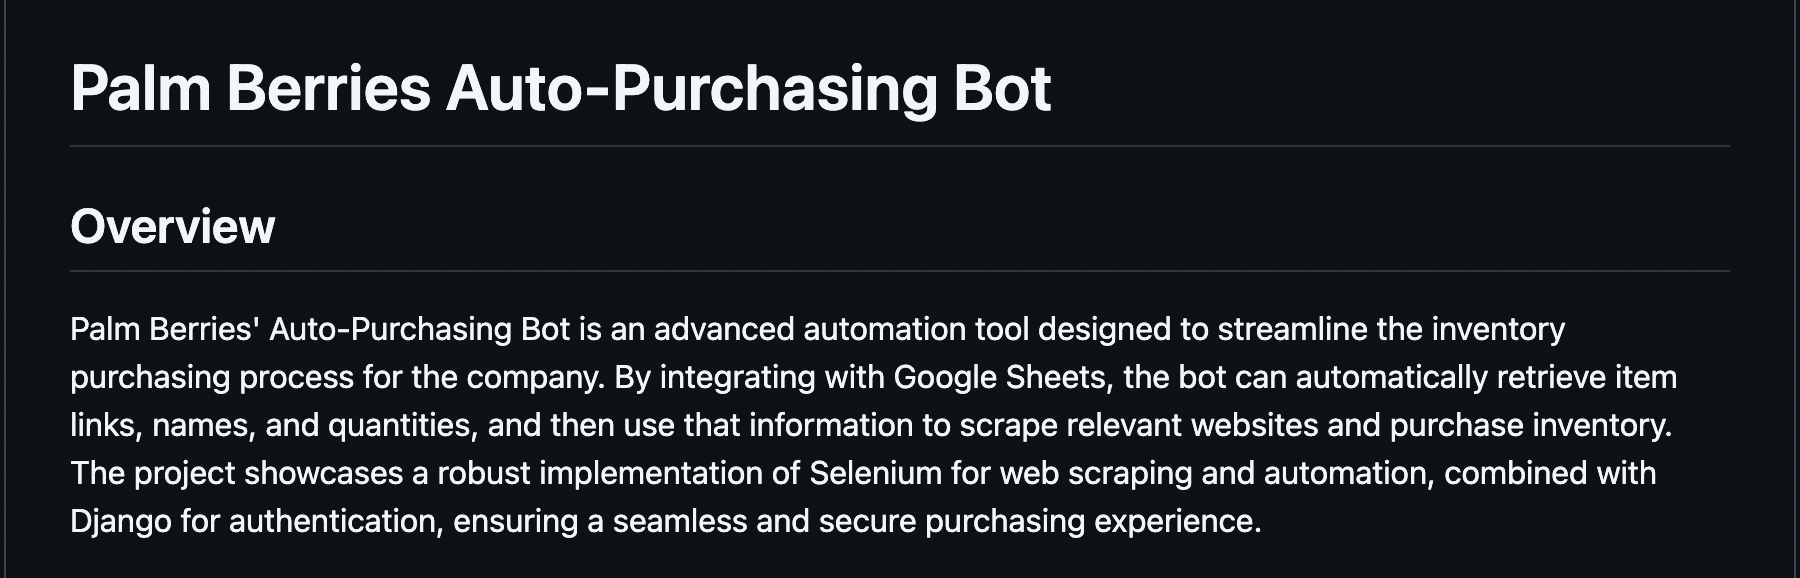 Palm Berries Auto-Purchasing Bot
Overview
Palm Berries' Auto-Purchasing Bot is an advanced automation tool designed to streamline the inventory
purchasing process for the company. By integrating with Google Sheets, the bot can automatically retrieve item
links, names, and quantities, and then use that information to scrape relevant websites and purchase inventory.
The project showcases a robust implementation of Selenium for web scraping and automation, combined with
Django for authentication, ensuring a seamless and secure purchasing experience.